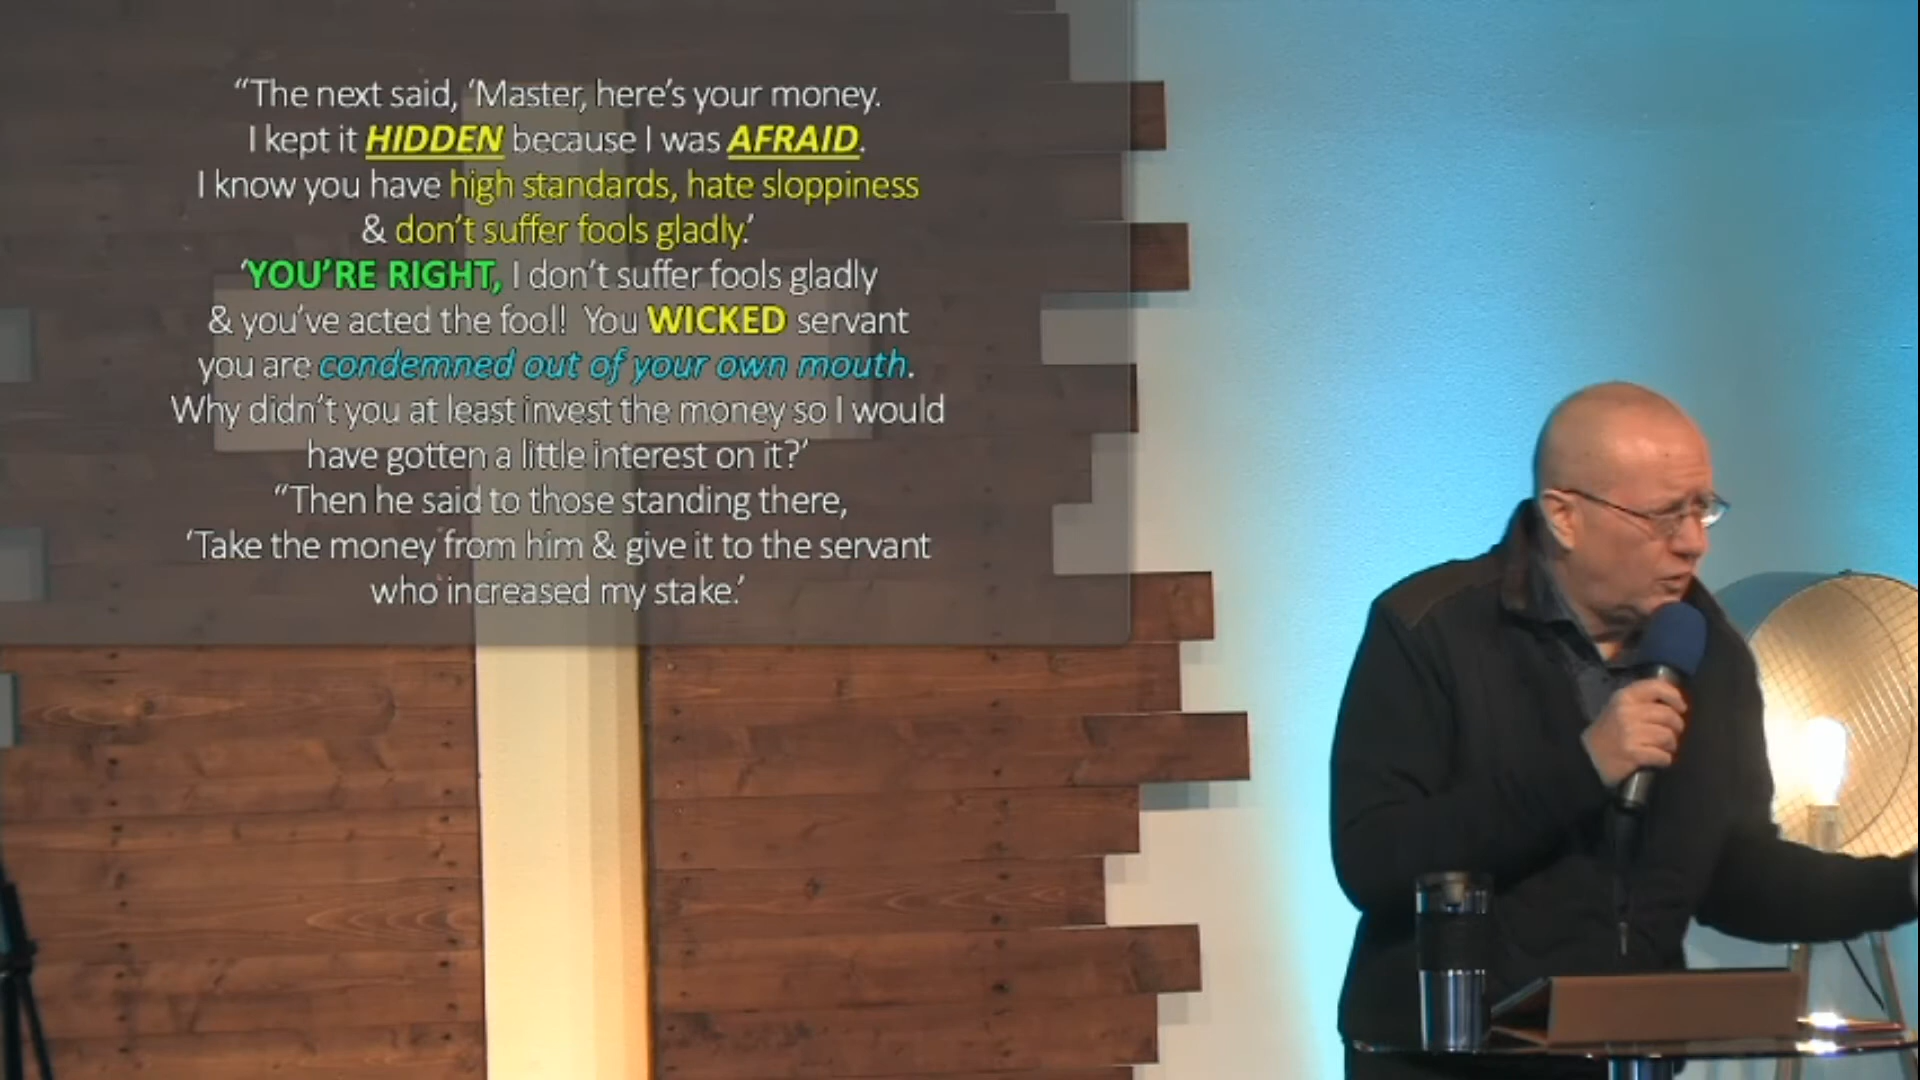 “The next said, ‘Master, here’s your money.
I kept it HIDDEN because I was AFRAID.
I know you have high standards, hate sloppiness
& don’t suffer fools gladly.’
‘YOU’RE RIGHT, I don’t suffer fools gladly
& you’ve acted the fool! You WICKED servant
you are condemned out of your own mouth.
Why didn’t you at least invest the money so I would
have gotten a little interest on it?’
“Then he said to those standing there,
‘Take the money from him & give it to the servant
who increased my stake.’